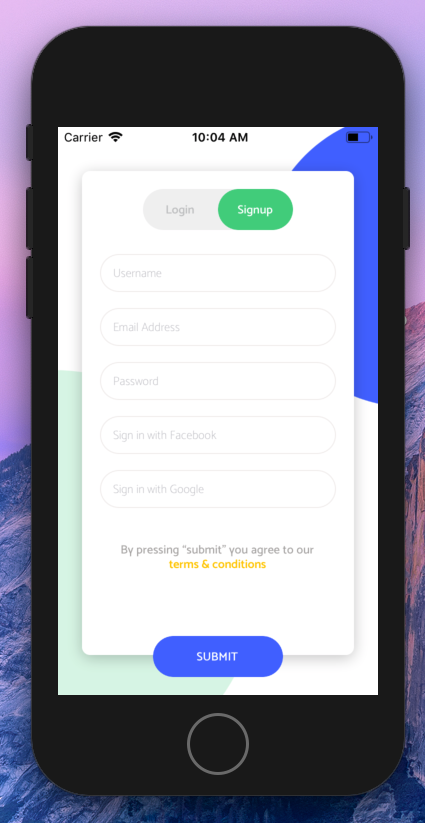 Carrier 10:04 AM
Login Signup
Username
Email Address
Password
Sign in with Facebook
Sign in with Google
By pressing "submit" you agree to our
terms & conditions
SUBMIT